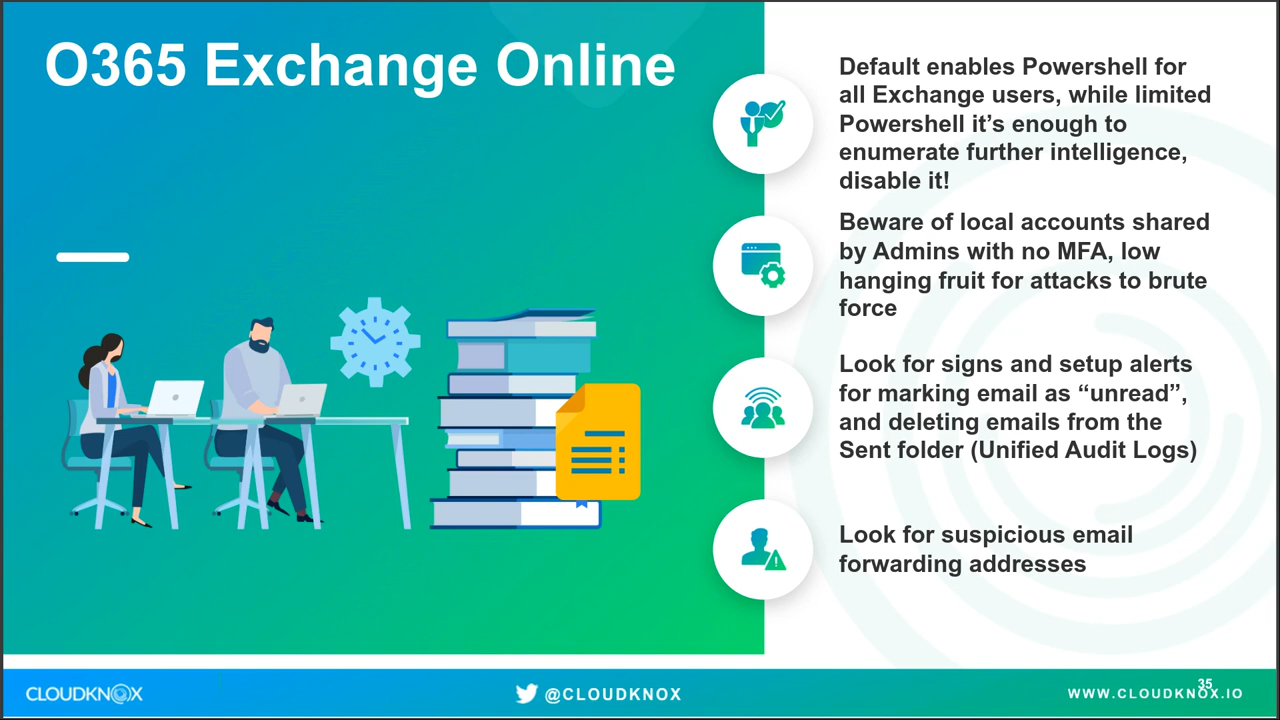 O365 Exchange Online
Default enables Powershell for
all Exchange users, while limited
Powershell it’s enough to
enumerate further intelligence,
disable it!
Beware of local accounts shared
by Admins with no MFA, low
hanging fruit for attacks to brute
force
Look for signs and setup alerts
for marking email as “unread”,
and deleting emails from the
Sent folder (Unified Audit Logs)
Look for suspicious email
forwarding addresses
CLOUDKNOX
@CLOUDKNOX
35
WWW.CLOUDKNOX.IO